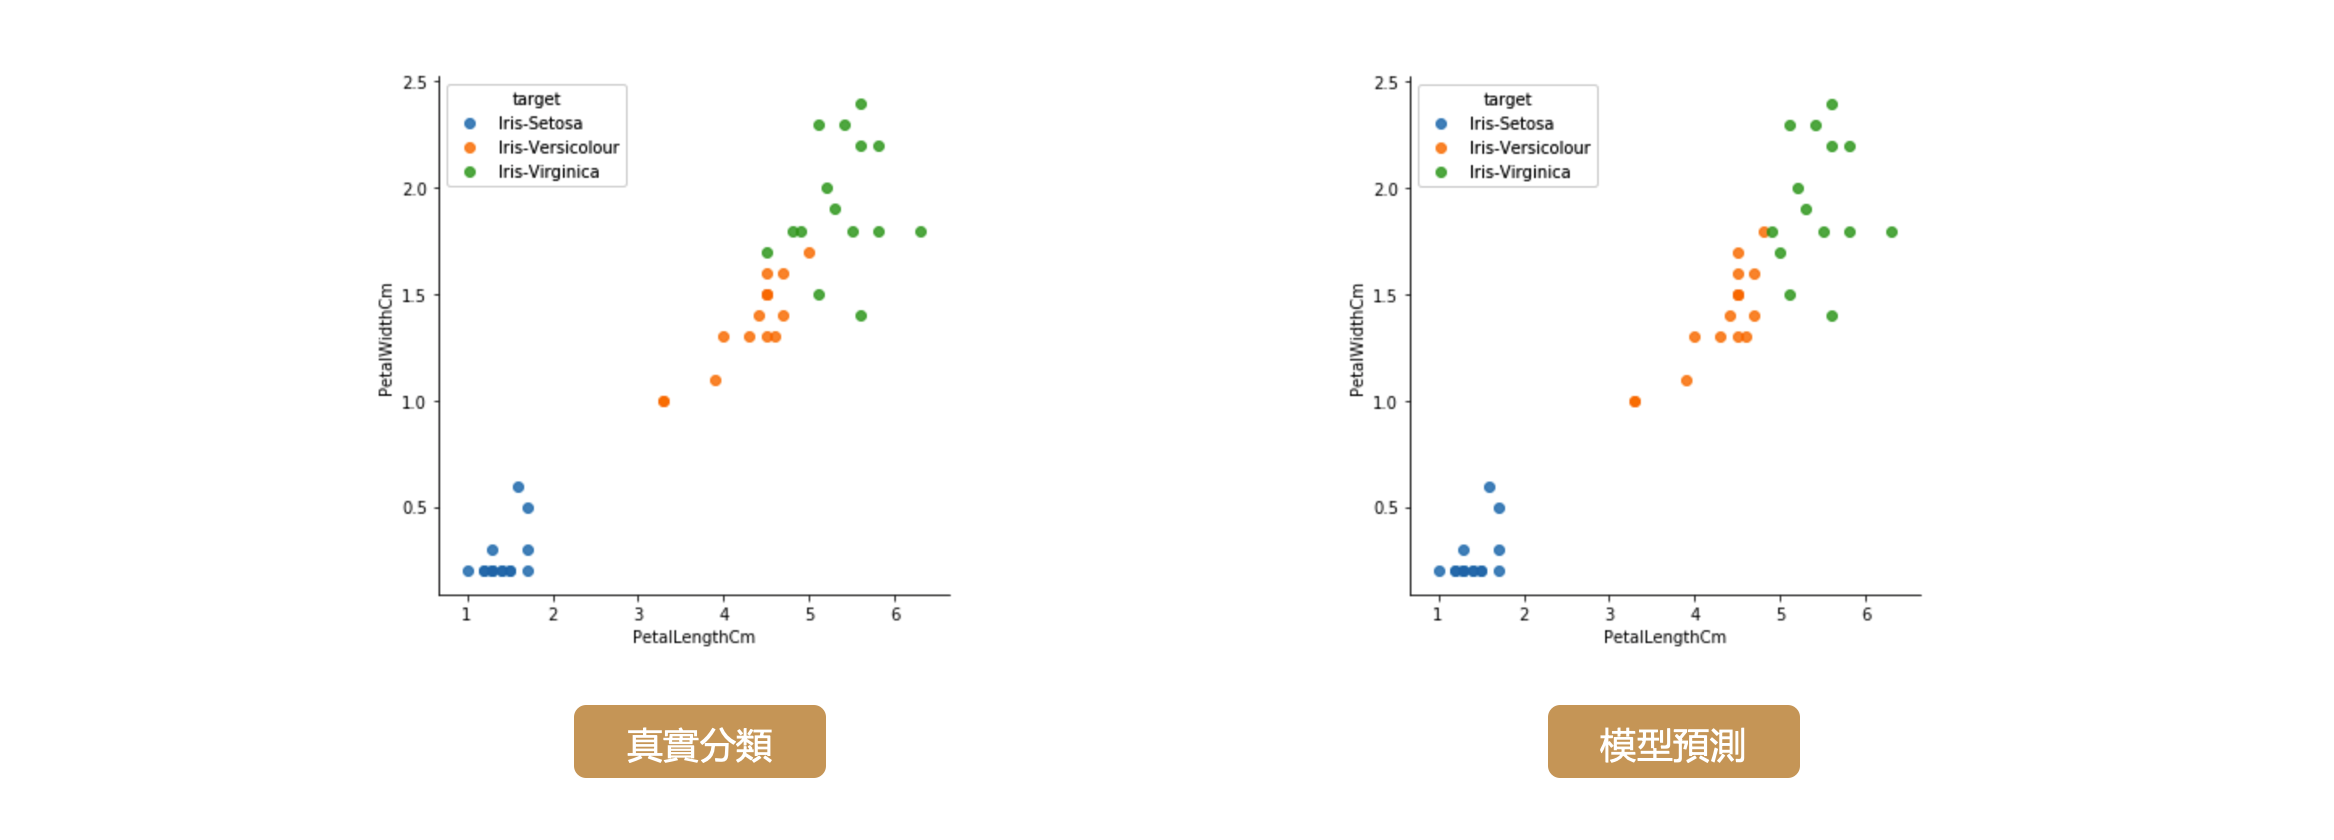 2.5
2.0
1.5
1.0
0.5
PetalWidthCm
target
Iris-Setosa
Iris-Versicolour
Iris-Virginica
1 2 3 4 5 6
PetalLengthCm
真實分類
2.5
2.0
1.5
1.0
0.5
PetalWidthCm
target
Iris-Setosa
Iris-Versicolour
Iris-Virginica
1 2 3 4 5 6
PetalLengthCm
模型預測